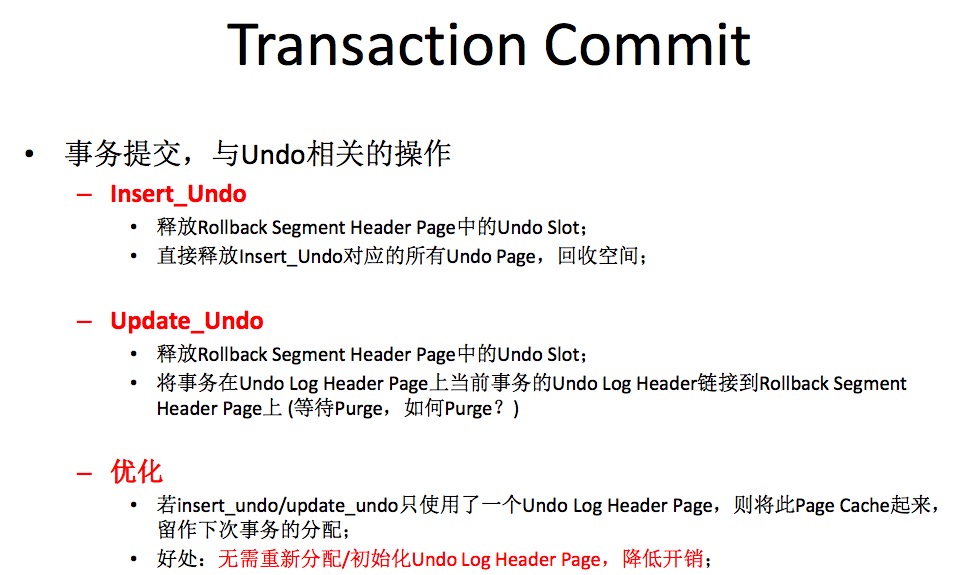 Transaction Commit
• 事务提交，与Undo相关的操作
– Insert_Undo
• 释放Rollback Segment Header Page中的Undo Slot；
• 直接释放Insert_Undo对应的所有Undo Page，回收空间；
– Update_Undo
• 释放Rollback Segment Header Page中的Undo Slot；
• 将事务在Undo Log Header Page上当前事务的Undo Log Header链接到Rollback Segment
Header Page上 (等待Purge，如何Purge？)
– 优化
• 若insert_undo/update_undo只使用了一个Undo Log Header Page，则将此Page Cache起来，
留作下次事务的分配；
• 好处：无需重新分配/初始化Undo Log Header Page，降低开销；